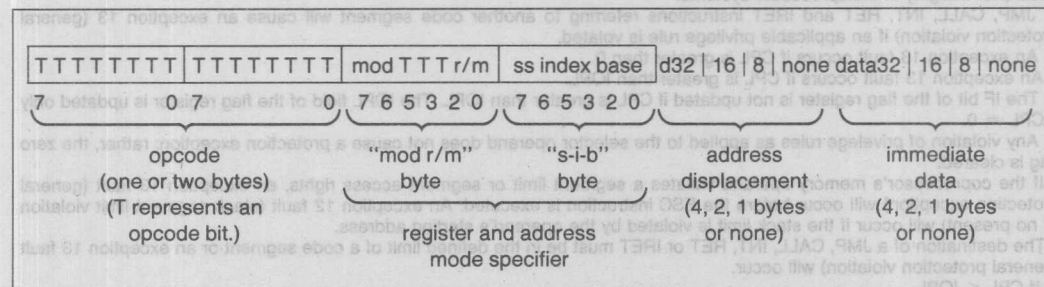 T T T T T T T T T T T T T T T T mod T T T r/m ss index base d32 | 16 | 8 | none data32 | 16 | 8 | none
7 0 7 0 7 6 5 3 2 0 7 6 5 3 2 0
opcode "mod r/m" "s-i-b" address immediate
(one or two bytes) byte byte displacement data
(T represents an (4, 2, 1 bytes (4, 2, 1 bytes
opcode bit.) register and address or none) or none)
mode specifier